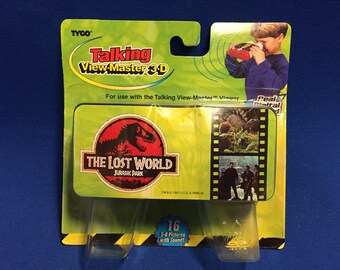 TYCO
Talking
View-Master 3-D
For use with the Talking View-Master Viewer
Real
THE LOST WORLD
JURASSIC PARK
16
3-D Pictures
with Sound!